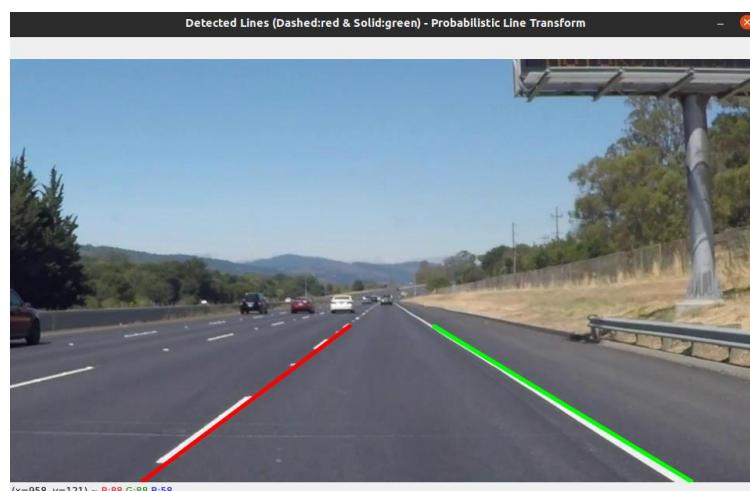 Detected Lines (Dashed:red & Solid:green) - Probabilistic Line Transform
(x=958, y=121) ~ R:88 G:88 B:58